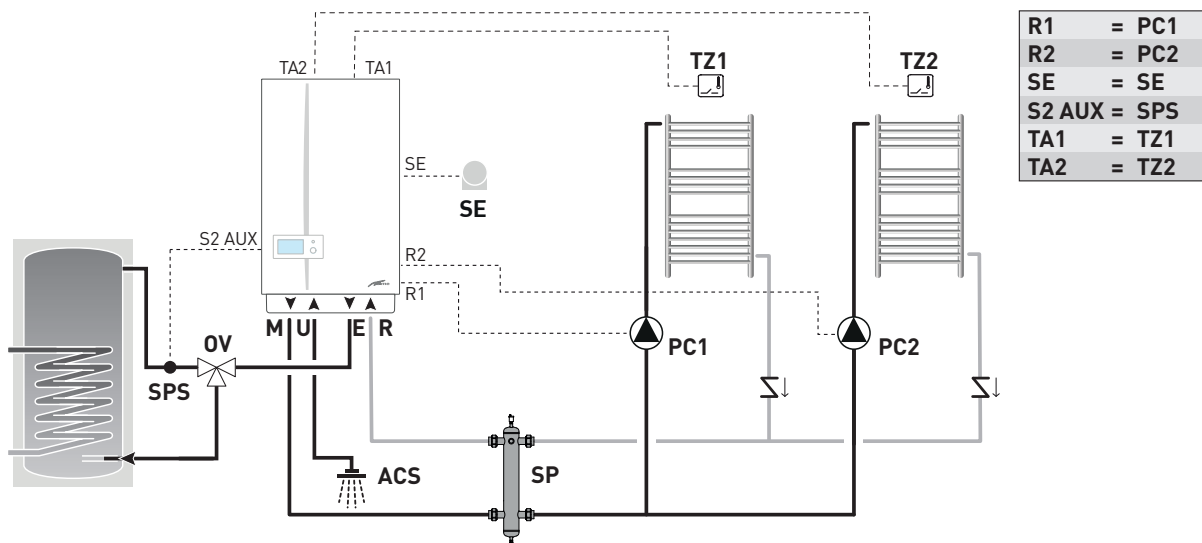 TA2
TA1
TZ1
TZ2
R1 = PC1
R2 = PC2
SE = SE
S2 AUX = SPS
TA1 = TZ1
TA2 = TZ2
SE
SE
S2 AUX
R2
R1
M U E R
OV
SPS
PC1
PC2
ACS
SP